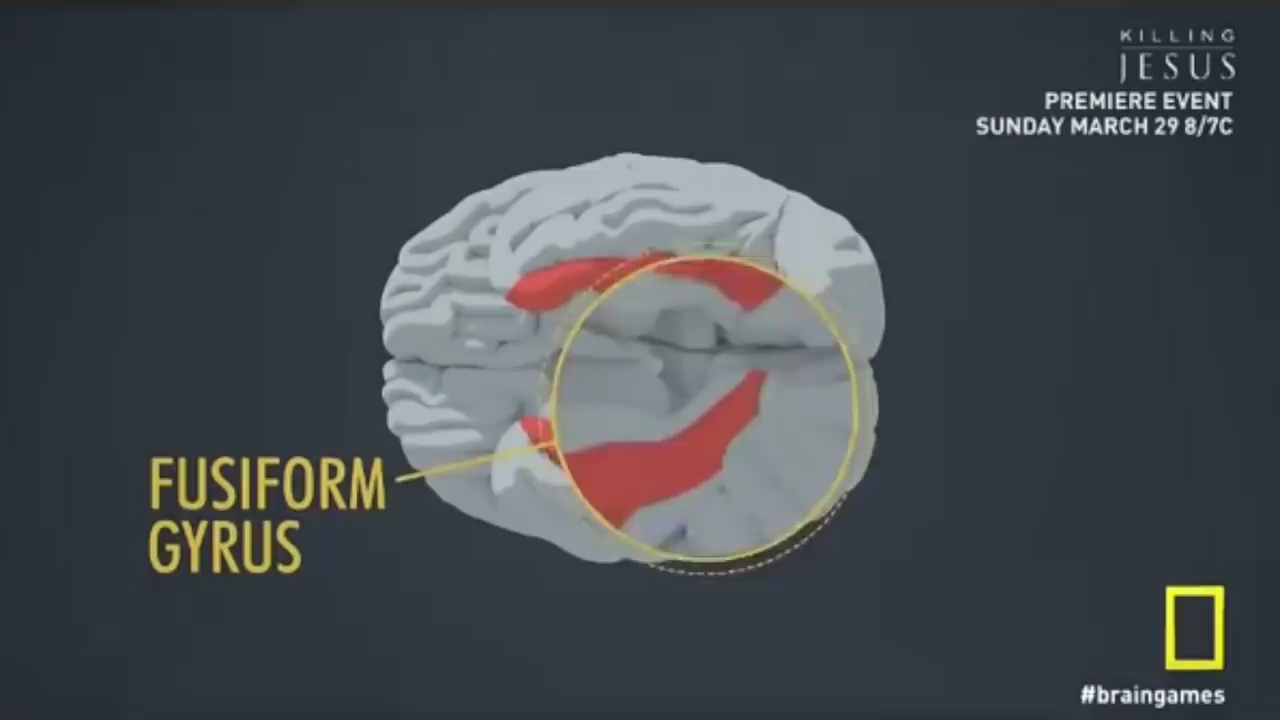 KILLING
JESUS
PREMIERE EVENT
SUNDAY MARCH 29 8/7C
FUSIFORM
GYRUS
#braingames